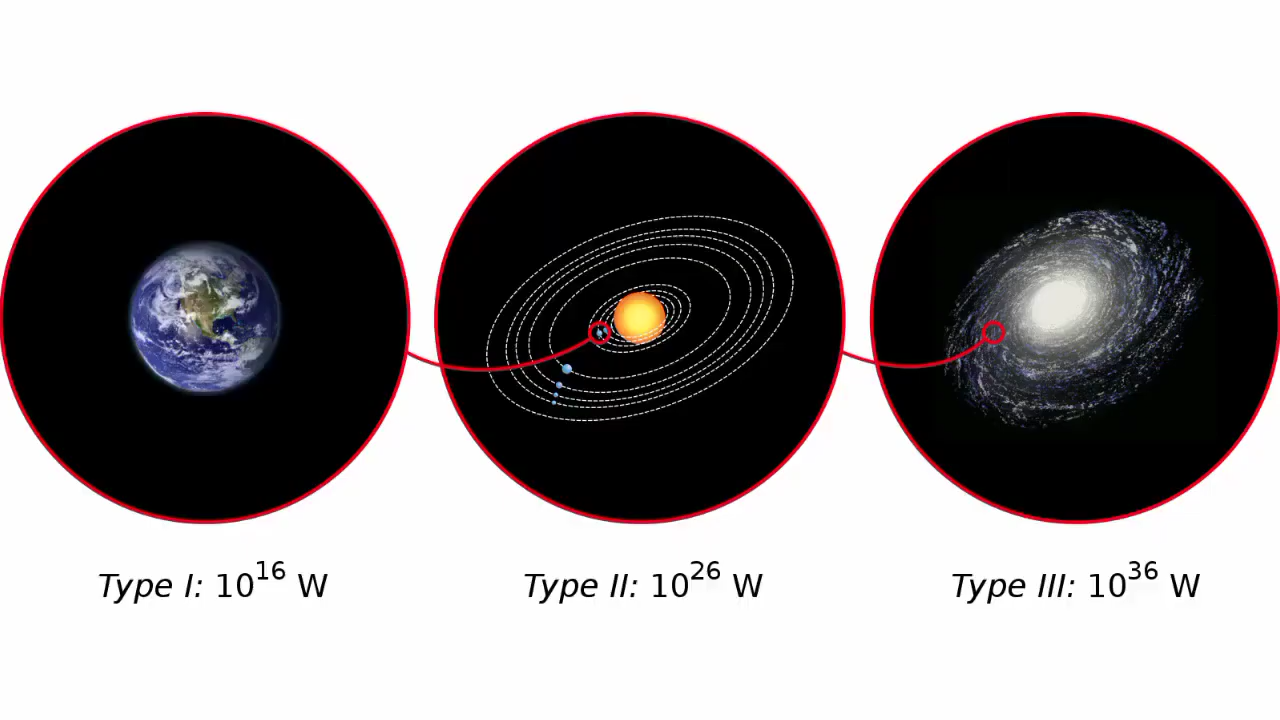 Type I: 10¹⁶ W
Type II: 10²⁶ W
Type III: 10³⁶ W